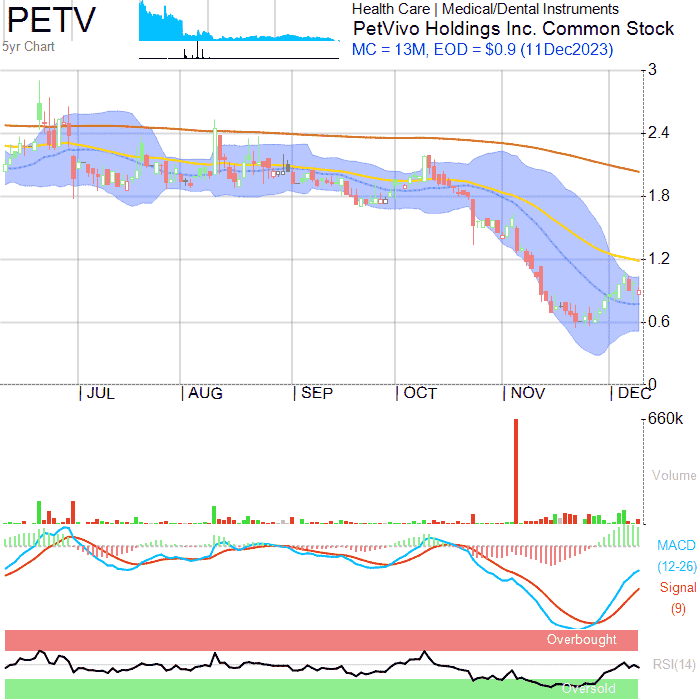 PETV
5yr Chart
Health Care | Medical/Dental Instruments
PetVivo Holdings Inc. Common Stock
MC = 13M, EOD = $0.9 (11Dec2023)
3
2.4
1.8
1.2
0.6
0
JUL
AUG
SEP
OCT
NOV
DEC
660k
Volume
MACD
(12-26)
Signal
(9)
Overbought
RSI(14)
Oversold